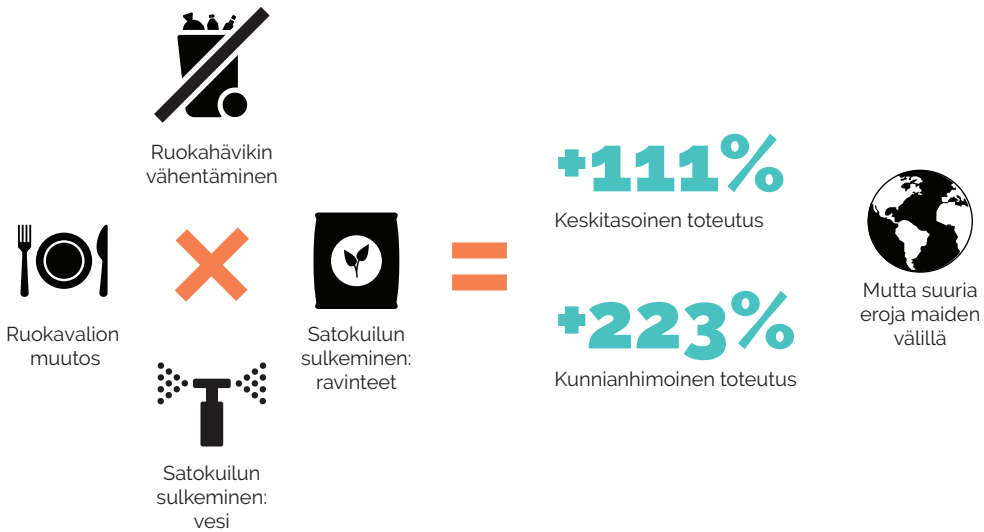 Ruokahävikin
vähentäminen
Ruokavalion
muutos
Satokuilun
sulkeminen:
ravinteet
Satokuilun
sulkeminen:
vesi
+111%
Keskitasoinen toteutus
+223%
Kunnianhimoinen toteutus
Mutta suuria
eroja maiden
välillä